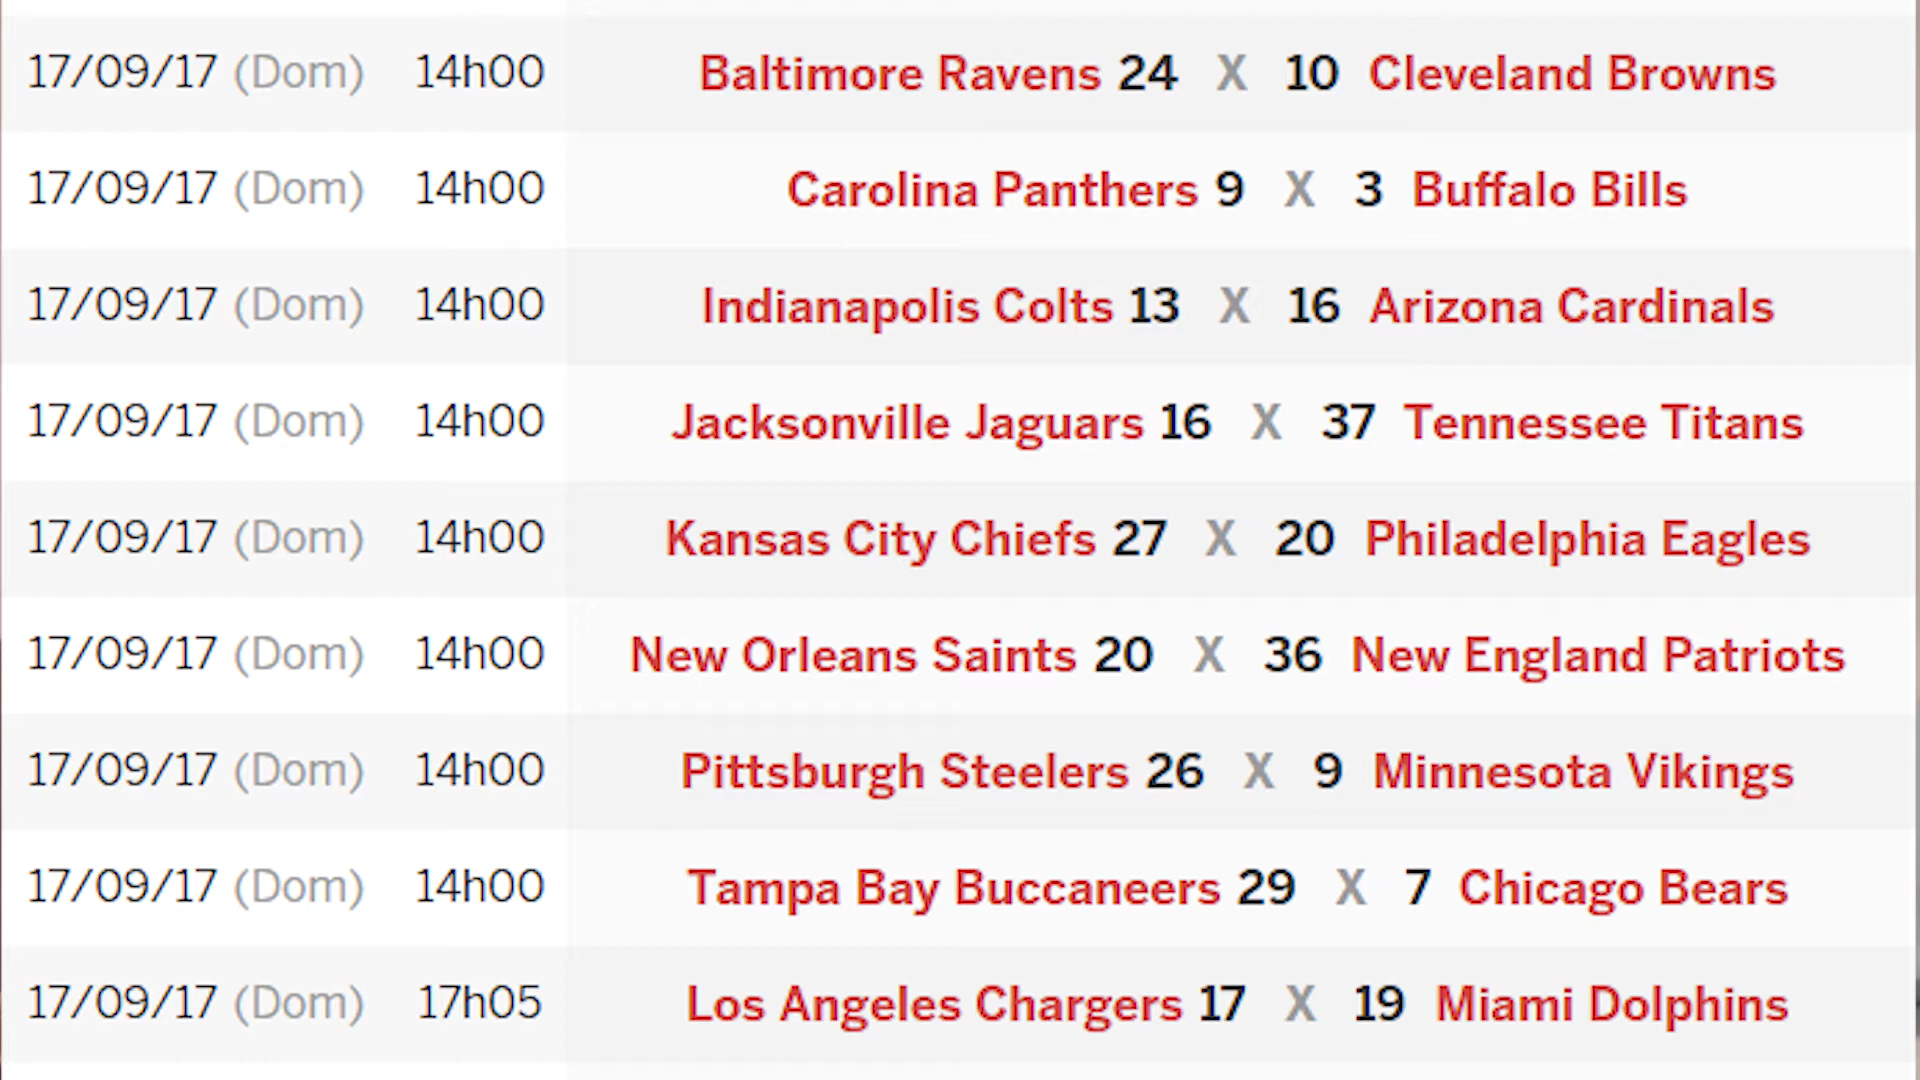 17/09/17 (Dom) 14h00 Baltimore Ravens 24 X 10 Cleveland Browns
17/09/17 (Dom) 14h00 Carolina Panthers 9 X 3 Buffalo Bills
17/09/17 (Dom) 14h00 Indianapolis Colts 13 X 16 Arizona Cardinals
17/09/17 (Dom) 14h00 Jacksonville Jaguars 16 X 37 Tennessee Titans
17/09/17 (Dom) 14h00 Kansas City Chiefs 27 X 20 Philadelphia Eagles
17/09/17 (Dom) 14h00 New Orleans Saints 20 X 36 New England Patriots
17/09/17 (Dom) 14h00 Pittsburgh Steelers 26 X 9 Minnesota Vikings
17/09/17 (Dom) 14h00 Tampa Bay Buccaneers 29 X 7 Chicago Bears
17/09/17 (Dom) 17h05 Los Angeles Chargers 17 X 19 Miami Dolphins